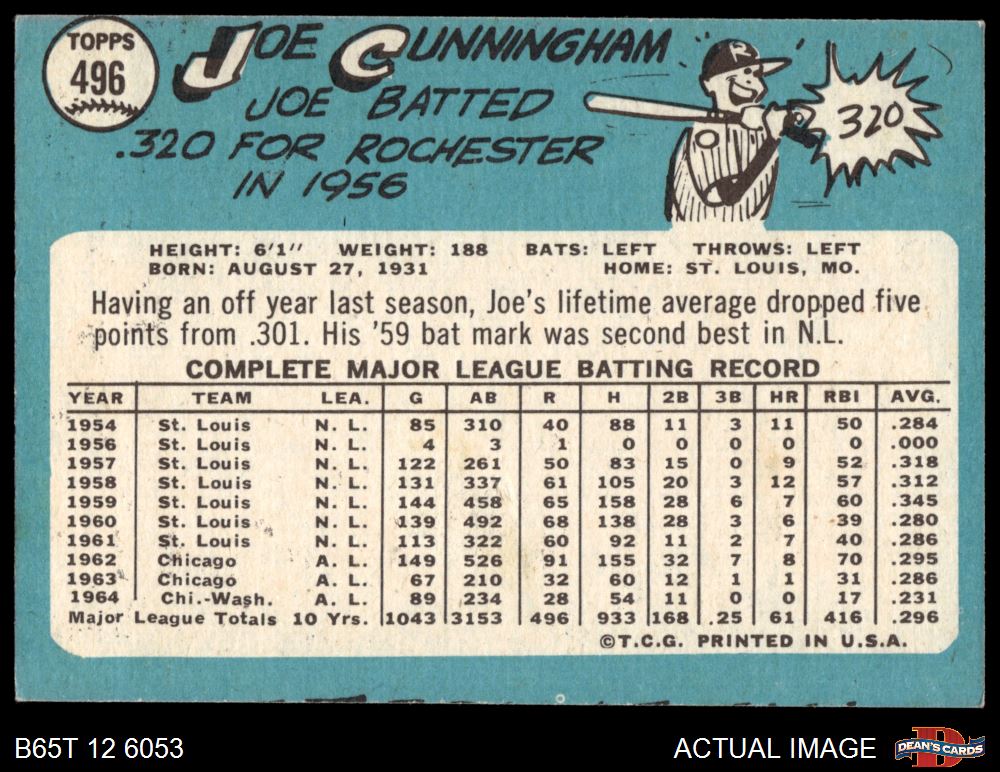 TOPPS
496
JOE CUNNINGHAM
JOE BATTED
.320 FOR ROCHESTER
IN 1956
R
320
HEIGHT: 6'1'' WEIGHT: 188 BATS: LEFT THROWS: LEFT
BORN: AUGUST 27, 1931 HOME: ST. LOUIS, MO.
Having an off year last season, Joe's lifetime average dropped five
points from .301. His '59 bat mark was second best in N.L.
COMPLETE MAJOR LEAGUE BATTING RECORD
YEAR TEAM LEA. G AB R H 2B 3B HR RBI AVG.
1954 St. Louis N. L. 85 310 40 88 11 3 11 50 .284
1956 St. Louis N. L. 4 3 1 0 0 0 0 0 .000
1957 St. Louis N. L. 122 261 50 83 15 0 9 52 .318
1958 St. Louis N. L. 131 337 61 105 20 3 12 57 .312
1959 St. Louis N. L. 144 458 65 158 28 6 7 60 .345
1960 St. Louis N. L. 139 492 68 138 28 3 6 39 .280
1961 St. Louis N. L. 113 322 60 92 11 2 7 40 .286
1962 Chicago A. L. 149 526 91 155 32 7 8 70 .295
1963 Chicago A. L. 67 210 32 60 12 1 1 31 .286
1964 Chi.-Wash. A. L. 89 234 28 54 11 0 0 17 .231
Major League Totals 10 Yrs. 1043 3153 496 933 168 .25 61 416 .296
©T.C.G. PRINTED IN U.S.A.
B65T 12 6053
ACTUAL IMAGE
DEAN'S CARDS